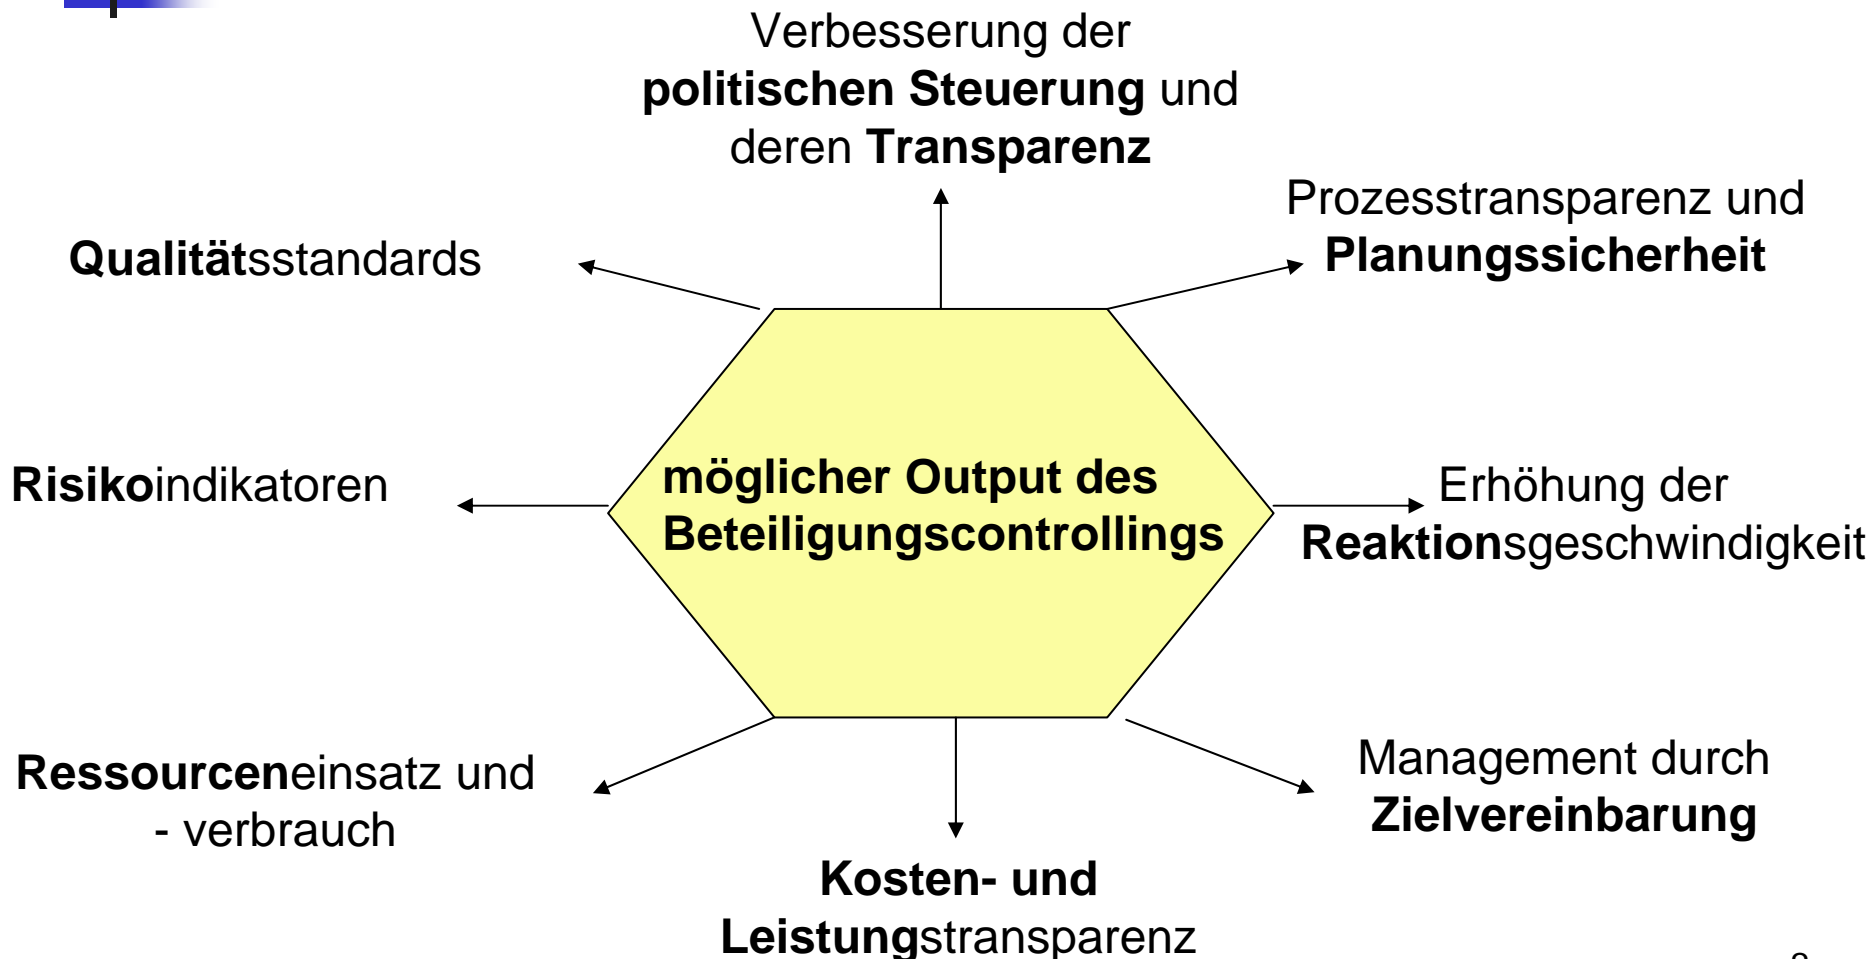 Verbesserung der
politischen Steuerung und
deren Transparenz
Prozesstransparenz und
Planungssicherheit
Qualitätsstandards
möglicher Output des
Beteiligungscontrollings
Risikoindikatoren
Erhöhung der
Reaktionsgeschwindigkeit
Ressourceneinsatz und
- verbrauch
Management durch
Zielvereinbarung
Kosten- und
Leistungstransparenz